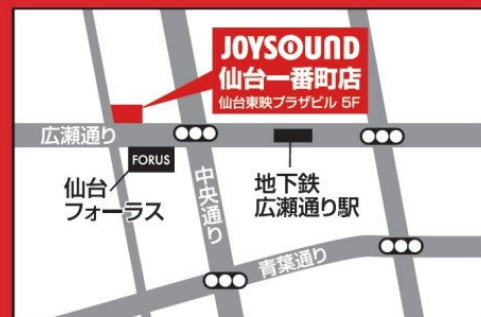 JOYSOUND
仙台一番町店
仙台東映プラザビル 5F
広瀬通り
FORUS
仙台
フォーラス
中央通り
地下鉄
広瀬通り駅
青葉通り